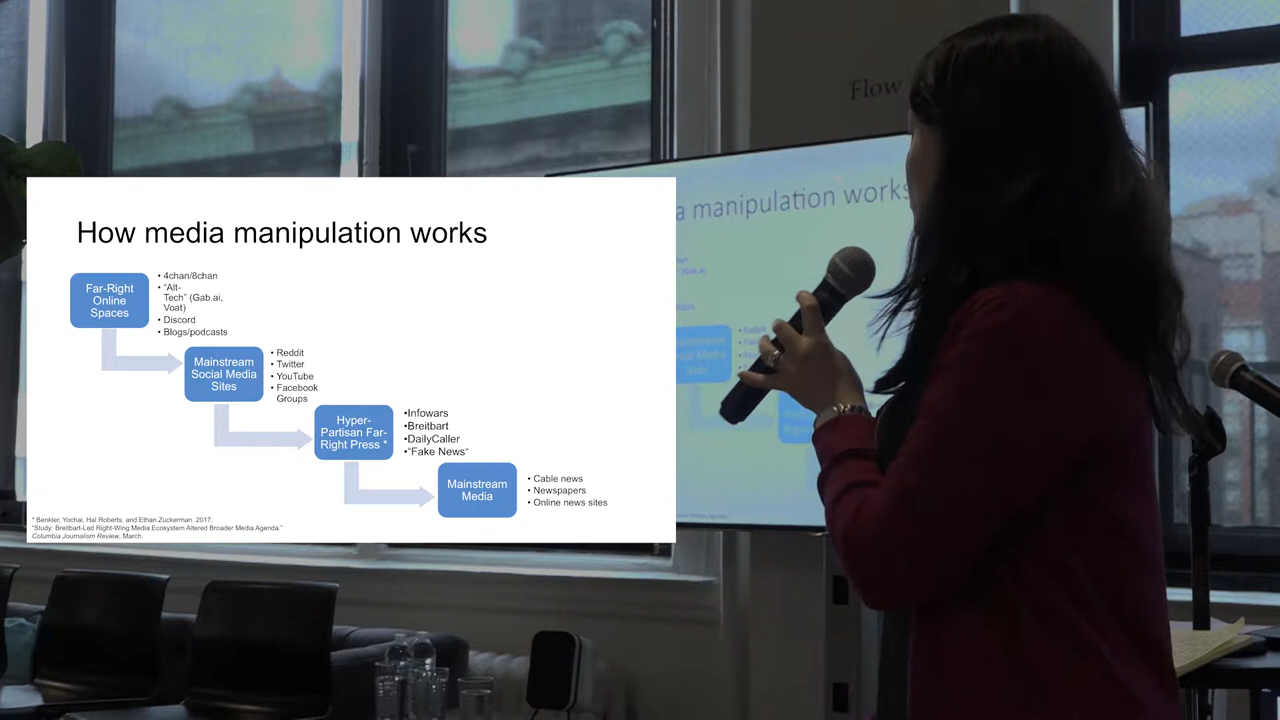 Flow
a manipulation works
How media manipulation works
Far-Right
Online
Spaces
• 4chan/8chan
• "Alt-
Tech" (Gab.ai,
Voat)
• Discord
• Blogs/podcasts
Mainstream
Social Media
Sites
• Reddit
• Twitter
• YouTube
• Facebook
Groups
Hyper-
Partisan Far-
Right Press *
•Infowars
•Breitbart
•DailyCaller
•"Fake News"
Mainstream
Media
• Cable news
• Newspapers
• Online news sites
* Benkler, Yochai, Hal Roberts, and Ethan Zuckerman. 2017.
"Study: Breitbart-Led Right-Wing Media Ecosystem Altered Broader Media Agenda."
Columbia Journalism Review, March.